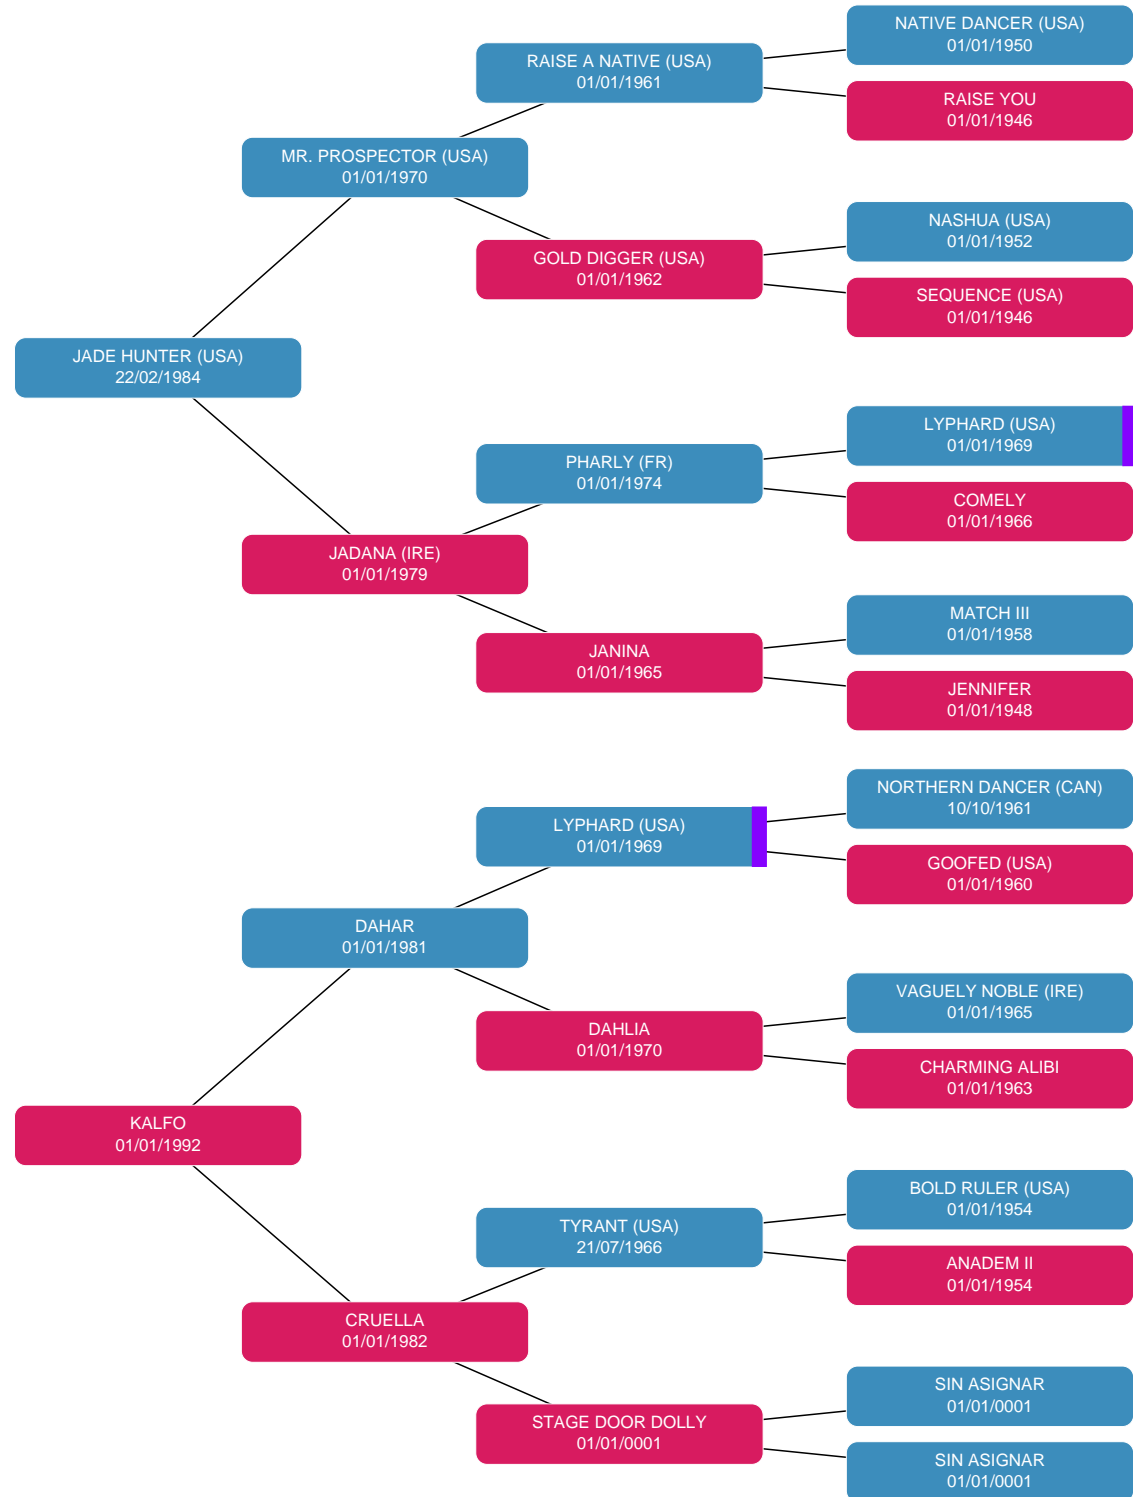 NATIVE DANCER (USA)
01/01/1950
RAISE A NATIVE (USA)
01/01/1961
RAISE YOU
01/01/1946
MR. PROSPECTOR (USA)
01/01/1970
NASHUA (USA)
01/01/1952
GOLD DIGGER (USA)
01/01/1962
SEQUENCE (USA)
01/01/1946
JADE HUNTER (USA)
22/02/1984
LYPHARD (USA)
01/01/1969
PHARLY (FR)
01/01/1974
COMELY
01/01/1966
JADANA (IRE)
01/01/1979
MATCH III
01/01/1958
JANINA
01/01/1965
JENNIFER
01/01/1948
NORTHERN DANCER (CAN)
10/10/1961
LYPHARD (USA)
01/01/1969
GOOFED (USA)
01/01/1960
DAHAR
01/01/1981
VAGUELY NOBLE (IRE)
01/01/1965
DAHLIA
01/01/1970
CHARMING ALIBI
01/01/1963
KALFO
01/01/1992
BOLD RULER (USA)
01/01/1954
TYRANT (USA)
21/07/1966
ANADEM II
01/01/1954
CRUELLA
01/01/1982
SIN ASIGNAR
01/01/0001
STAGE DOOR DOLLY
01/01/0001
SIN ASIGNAR
01/01/0001